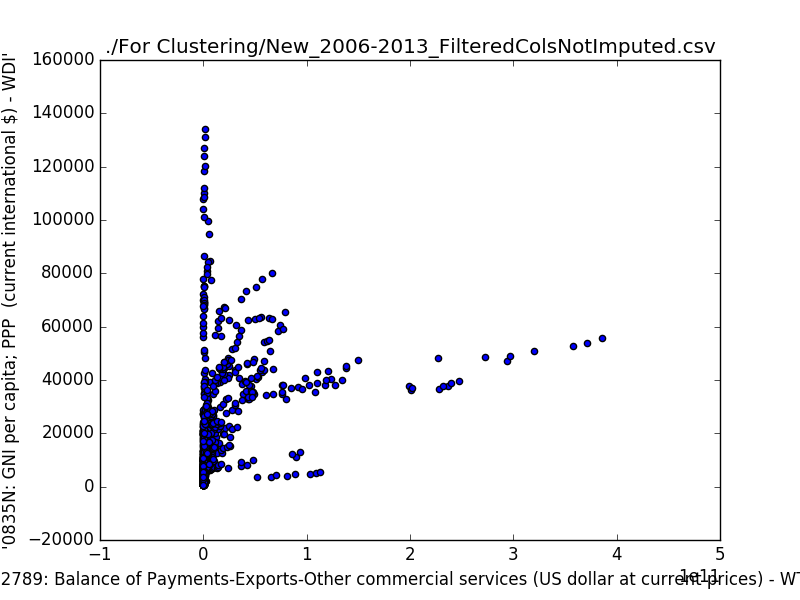 ./For Clustering/New_2006-2013_FilteredColsNotImputed.csv
'0835N: GNI per capita; PPP  (current international $) - WDI'
160000
140000
120000
100000
80000
60000
40000
20000
0
−20000
−1 0 1 2 3 4 5
1e11
2789: Balance of Payments-Exports-Other commercial services (US dollar at current prices) - WT